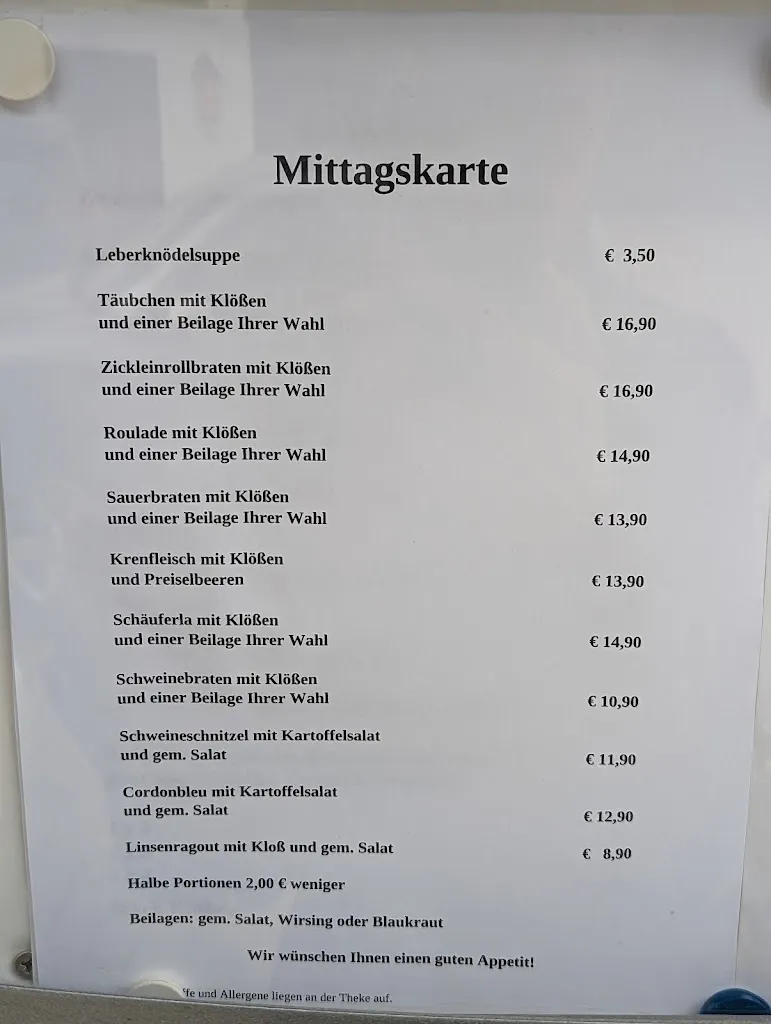 Mittagskarte
Leberknödelsuppe € 3,50
Täubchen mit Klößen
und einer Beilage Ihrer Wahl € 16,90
Zickleinrollbraten mit Klößen
und einer Beilage Ihrer Wahl € 16,90
Roulade mit Klößen
und einer Beilage Ihrer Wahl € 14,90
Sauerbraten mit Klößen
und einer Beilage Ihrer Wahl € 13,90
Krenfleisch mit Klößen
und Preiselbeeren € 13,90
Schäuferla mit Klößen
und einer Beilage Ihrer Wahl € 14,90
Schweinebraten mit Klößen
und einer Beilage Ihrer Wahl € 10,90
Schweineschnitzel mit Kartoffelsalat
und gem. Salat € 11,90
Cordonbleu mit Kartoffelsalat
und gem. Salat € 12,90
Linsenragout mit Kloß und gem. Salat € 8,90
Halbe Portionen 2,00 € weniger
Beilagen: gem. Salat, Wirsing oder Blaukraut
Wir wünschen Ihnen einen guten Appetit!
und Allergene liegen an der Theke auf.